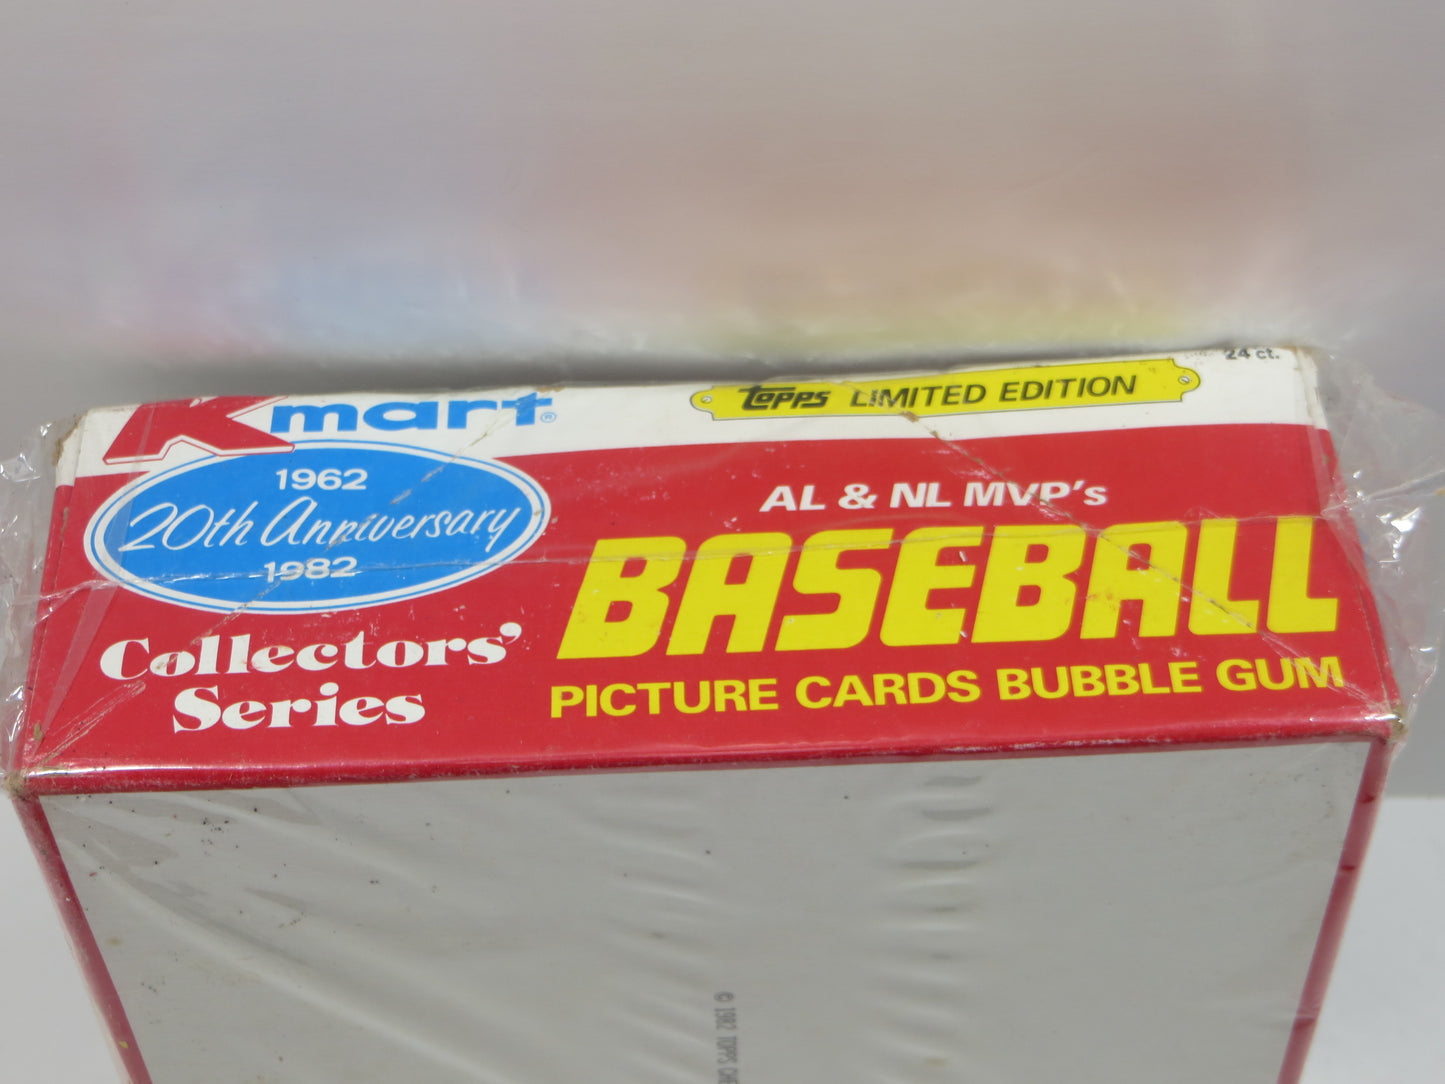 Kmart®
TOPPS LIMITED EDITION
24 ct.
1962
20th Anniversary
1982
Collectors'
Series
AL & NL MVP's
BASEBALL
PICTURE CARDS BUBBLE GUM
© 1982 TOPPS